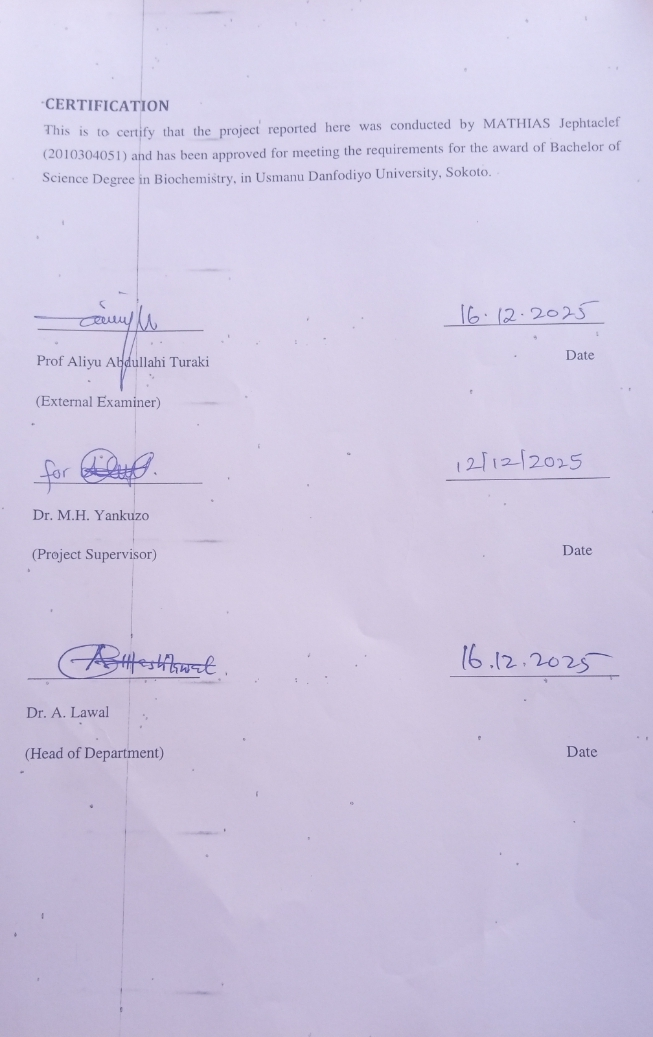 CERTIFICATION
This is to certify that the project reported here was conducted by MATHIAS Jephtaclef
(2010304051) and has been approved for meeting the requirements for the award of Bachelor of
Science Degree in Biochemistry, in Usmanu Danfodiyo University, Sokoto.
16.12.2025
Prof Aliyu Abdullahi Turaki
Date
(External Examiner)
for
12/12/2025
Dr. M.H. Yankuzo
(Project Supervisor)
Date
16.12.2025
Dr. A. Lawal
(Head of Department)
Date